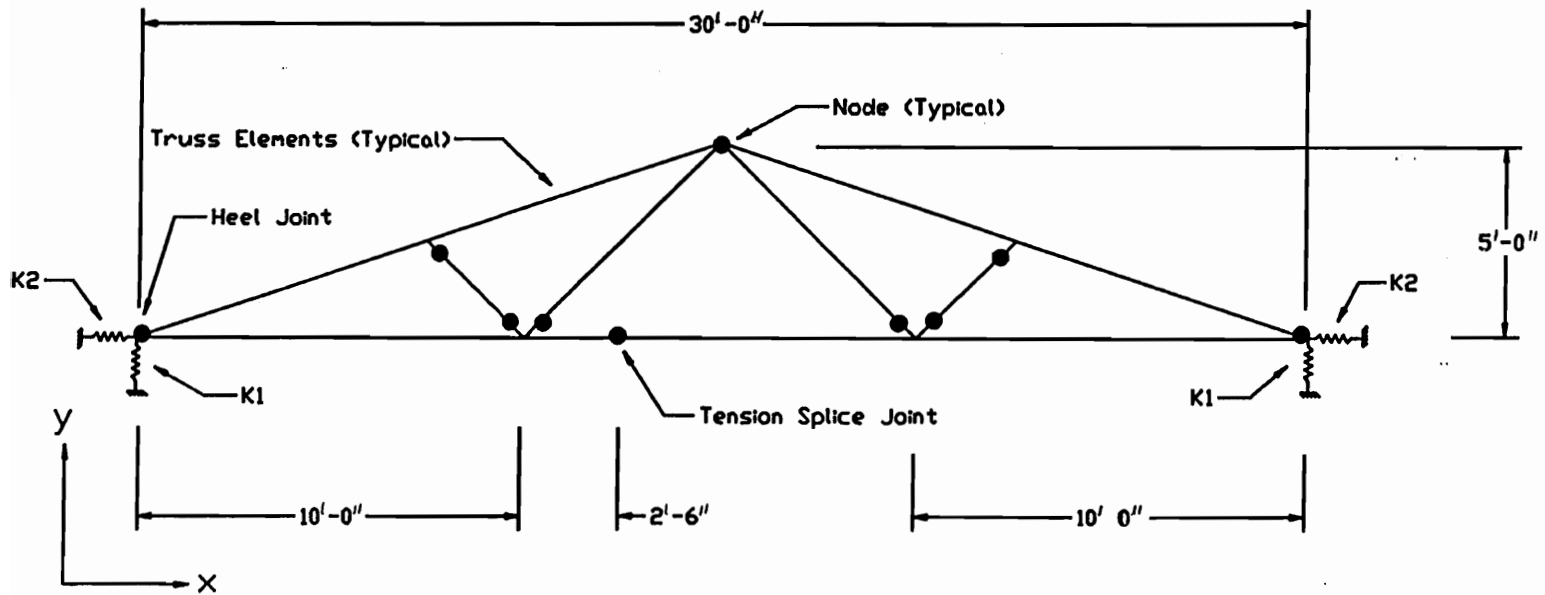 30'-0"
Node (Typical)
Truss Elements (Typical)
Heel Joint
5'-0"
K2
K2
K1
K1
Tension Splice Joint
y
10'-0"
2'-6"
10' 0"
x